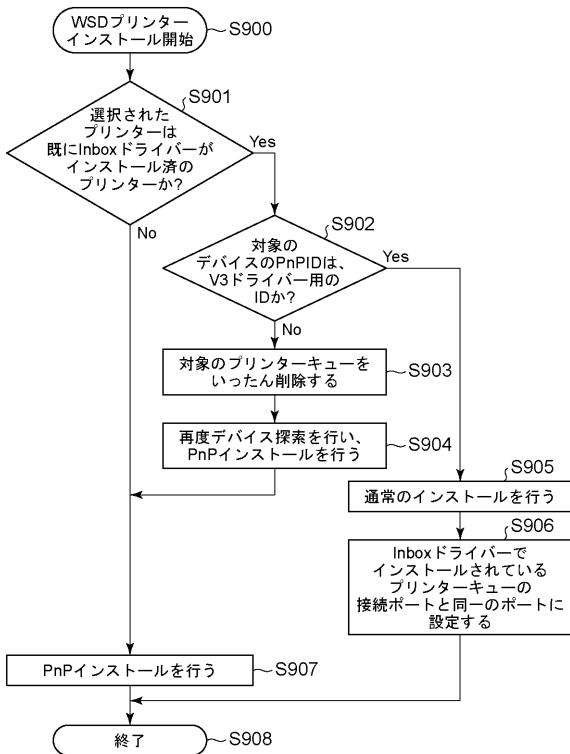 WSDプリンター
インストール開始
S900
S901
選択された
プリンターは
既にInboxドライバーが
インストール済の
プリンターか?
Yes
No
S902
対象の
デバイスのPnPIDは、
V3ドライバー用の
IDか?
Yes
No
対象のプリンターキューを
いったん削除する
S903
再度デバイス探索を行い、
PnPインストールを行う
S904
S905
通常のインストールを行う
S906
Inboxドライバーで
インストールされている
プリンターキューの
接続ポートと同一のポートに
設定する
PnPインストールを行う
S907
終了
S908